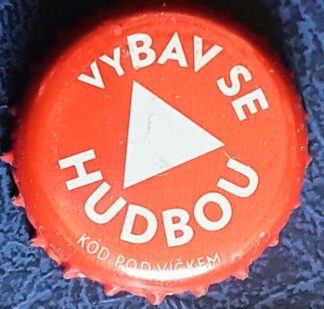 VYBAV SE
HUDBOU
KÓD POD VÍČKEM